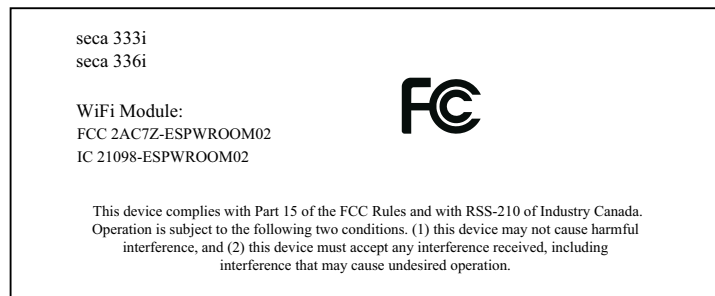 seca 333i
seca 336i
FC
WiFi Module:
FCC 2AC7Z-ESPWROOM02
IC 21098-ESPWROOM02
This device complies with Part 15 of the FCC Rules and with RSS-210 of Industry Canada.
Operation is subject to the following two conditions. (1) this device may not cause harmful
interference, and (2) this device must accept any interference received, including
interference that may cause undesired operation.